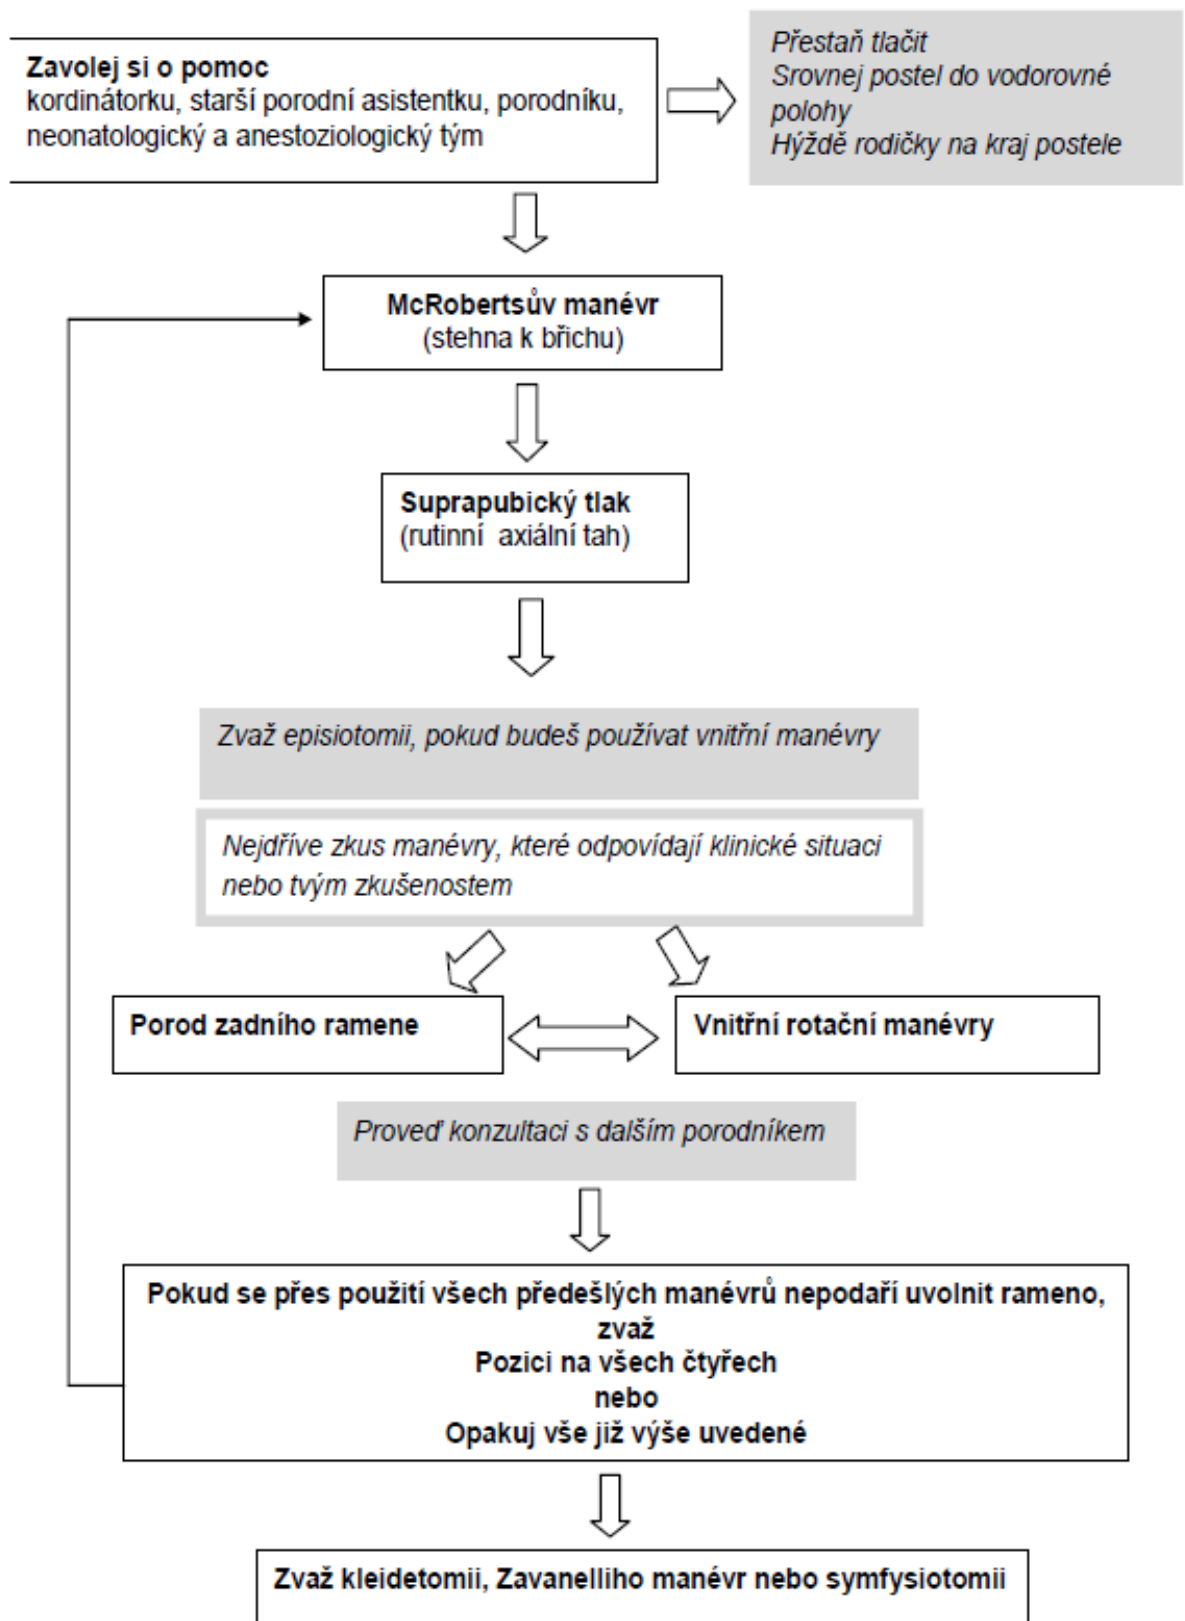 Zavolej si o pomoc
kordinátorku, starší porodní asistentku, porodníku,
neonatologický a anestoziologický tým
Přestaň tlačit
Srovnej postel do vodorovné
polohy
Hýždě rodičky na kraj postele
McRobertsův manévr
(stehna k břichu)
Suprapubický tlak
(rutinní axiální tah)
Zvaž episiotomii, pokud budeš používat vnitřní manévry
Nejdříve zkus manévry, které odpovídají klinické situaci
nebo tvým zkušenostem
Porod zadního ramene
Vnitřní rotační manévry
Proveď konzultaci s dalším porodníkem
Pokud se přes použití všech předešlých manévrů nepodaří uvolnit rameno,
zvaž
Pozici na všech čtyřech
nebo
Opakuj vše již výše uvedené
Zvaž kleidetomii, Zavanelliho manévr nebo symfysiotomii